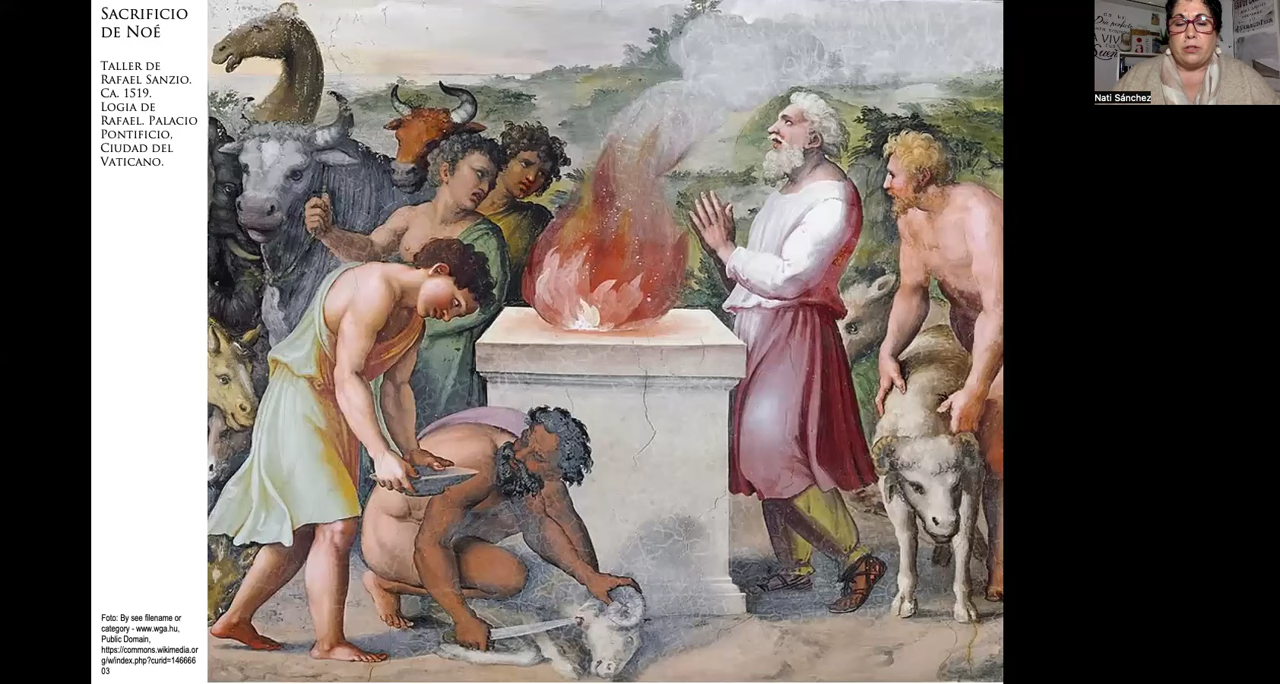 Sacrificio
de Noé
Taller de
Rafael Sanzio.
Ca. 1519.
Logia de
Rafael. Palacio
Pontificio,
Ciudad del
Vaticano.
Foto: By see filename or
category - www.wga.hu,
Public Domain,
https://commons.wikimedia.or
g/w/index.php?curid=146666
03
Nati Sánchez